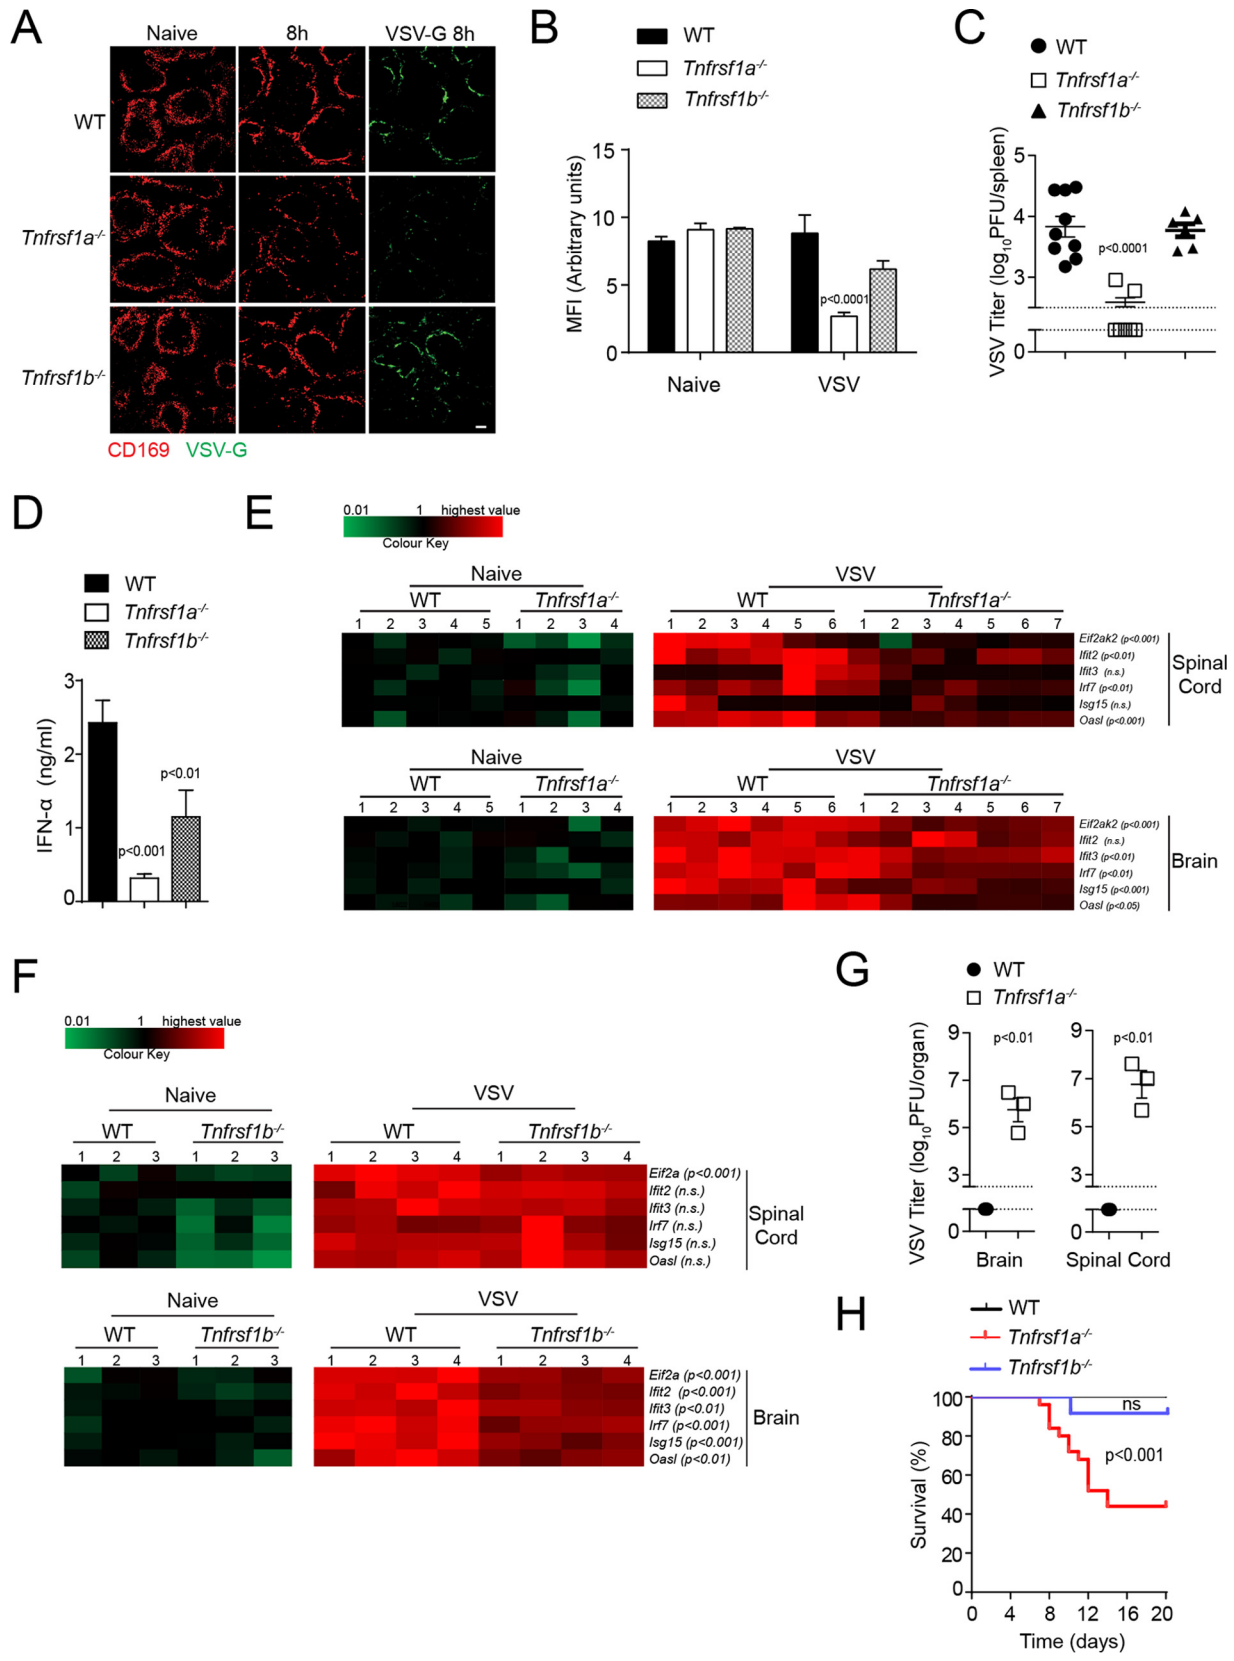 A
Naive 8h VSV-G 8h
WT
Tnfrsf1a-/-
Tnfrsf1b-/-
CD169 VSV-G
B
WT
Tnfrsf1a-/-
Tnfrsf1b-/-
MFI (Arbitrary units)
15
10
5
0
p<0.0001
Naive VSV
C
WT
Tnfrsf1a-/-
Tnfrsf1b-/-
VSV Titer (log10PFU/spleen)
5
4
3
0
p<0.0001
D
WT
Tnfrsf1a-/-
Tnfrsf1b-/-
IFN-α (ng/ml)
3
2
1
0
p<0.001
p<0.01
E
0.01 1 highest value
Colour Key
Naive VSV
WT Tnfrsf1a-/- WT Tnfrsf1a-/-
1 2 3 4 5 1 2 3 4 1 2 3 4 5 6 1 2 3 4 5 6 7
Eif2ak2 (p<0.001)
Ifit2 (p<0.01)
Ifit3 (n.s.)
Irf7 (p<0.01)
Isg15 (n.s.)
Oasl (p<0.001)
Spinal
Cord
Naive VSV
WT Tnfrsf1a-/- WT Tnfrsf1a-/-
1 2 3 4 5 1 2 3 4 1 2 3 4 5 6 1 2 3 4 5 6 7
Eif2ak2 (p<0.001)
Ifit2 (n.s.)
Ifit3 (p<0.01)
Irf7 (p<0.01)
Isg15 (p<0.001)
Oasl (p<0.05)
Brain
F
0.01 1 highest value
Colour Key
Naive VSV
WT Tnfrsf1b-/- WT Tnfrsf1b-/-
1 2 3 1 2 3 1 2 3 4 1 2 3 4
Eif2a (p<0.001)
Ifit2 (n.s.)
Ifit3 (n.s.)
Irf7 (n.s.)
Isg15 (n.s.)
Oasl (n.s.)
Spinal
Cord
Naive VSV
WT Tnfrsf1b-/- WT Tnfrsf1b-/-
1 2 3 1 2 3 1 2 3 4 1 2 3 4
Eif2a (p<0.001)
Ifit2 (p<0.001)
Ifit3 (p<0.01)
Irf7 (p<0.001)
Isg15 (p<0.001)
Oasl (p<0.01)
Brain
G
WT
Tnfrsf1a-/-
VSV Titer (log10PFU/organ)
9
7
5
3
0
p<0.01
Brain
9
7
5
3
0
p<0.01
Spinal Cord
H
WT
Tnfrsf1a-/-
Tnfrsf1b-/-
Survival (%)
100
80
60
40
20
0
ns
p<0.001
0 4 8 12 16 20
Time (days)